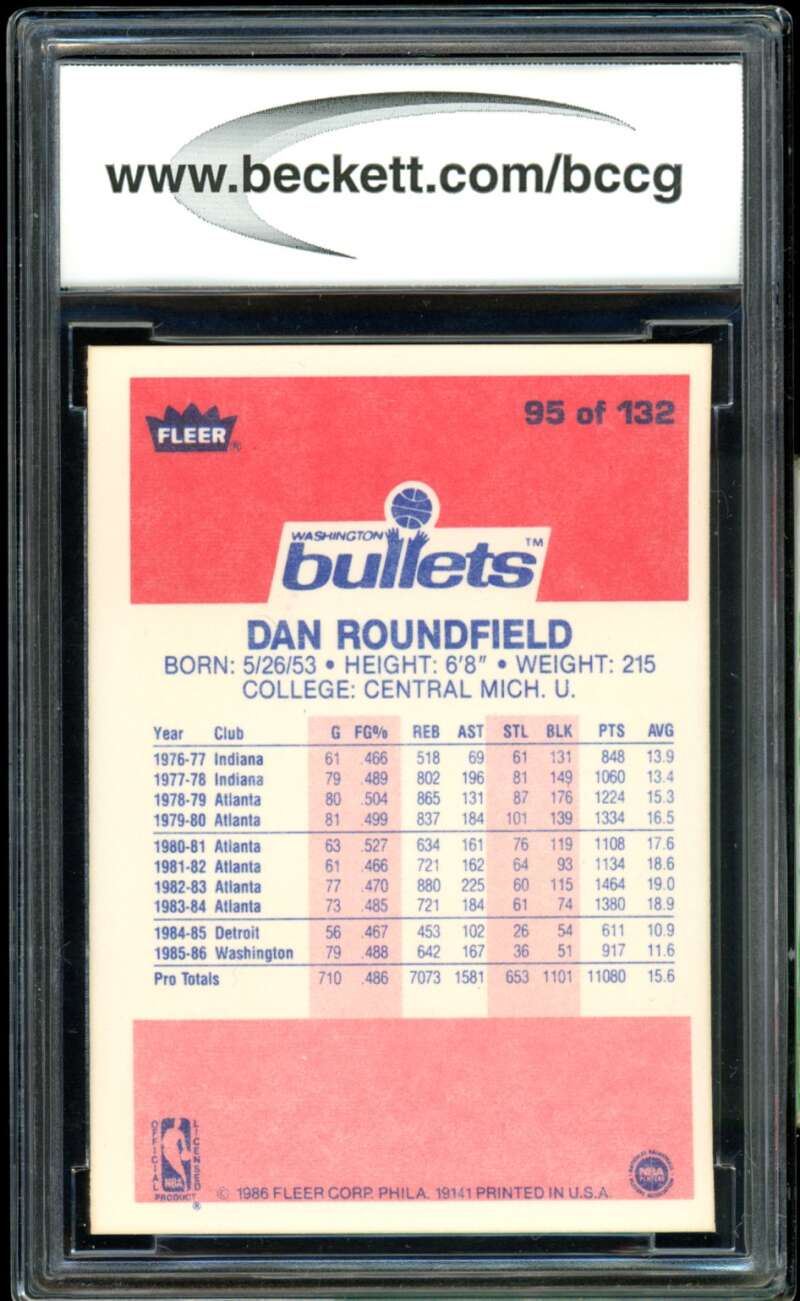 www.beckett.com/bccg
FLEER®
95 of 132
WASHINGTON
bullets™
DAN ROUNDFIELD
BORN: 5/26/53 • HEIGHT: 6'8" • WEIGHT: 215
COLLEGE: CENTRAL MICH. U.
Year Club G FG% REB AST STL BLK PTS AVG
1976-77 Indiana 61 .466 518 69 61 131 848 13.9
1977-78 Indiana 79 .489 802 196 81 149 1060 13.4
1978-79 Atlanta 80 .504 865 131 87 176 1224 15.3
1979-80 Atlanta 81 .499 837 184 101 139 1334 16.5
1980-81 Atlanta 63 .527 634 161 76 119 1108 17.6
1981-82 Atlanta 61 .466 721 162 64 93 1134 18.6
1982-83 Atlanta 77 .470 880 225 60 115 1464 19.0
1983-84 Atlanta 73 .485 721 184 61 74 1380 18.9
1984-85 Detroit 56 .467 453 102 26 54 611 10.9
1985-86 Washington 79 .488 642 167 36 51 917 11.6
Pro Totals 710 .486 7073 1581 653 1101 11080 15.6
OFFICIAL LICENSED
NBA
PRODUCT ®
NBA
PLAYERS
© 1986 FLEER CORP. PHILA. 19141 PRINTED IN U.S.A.